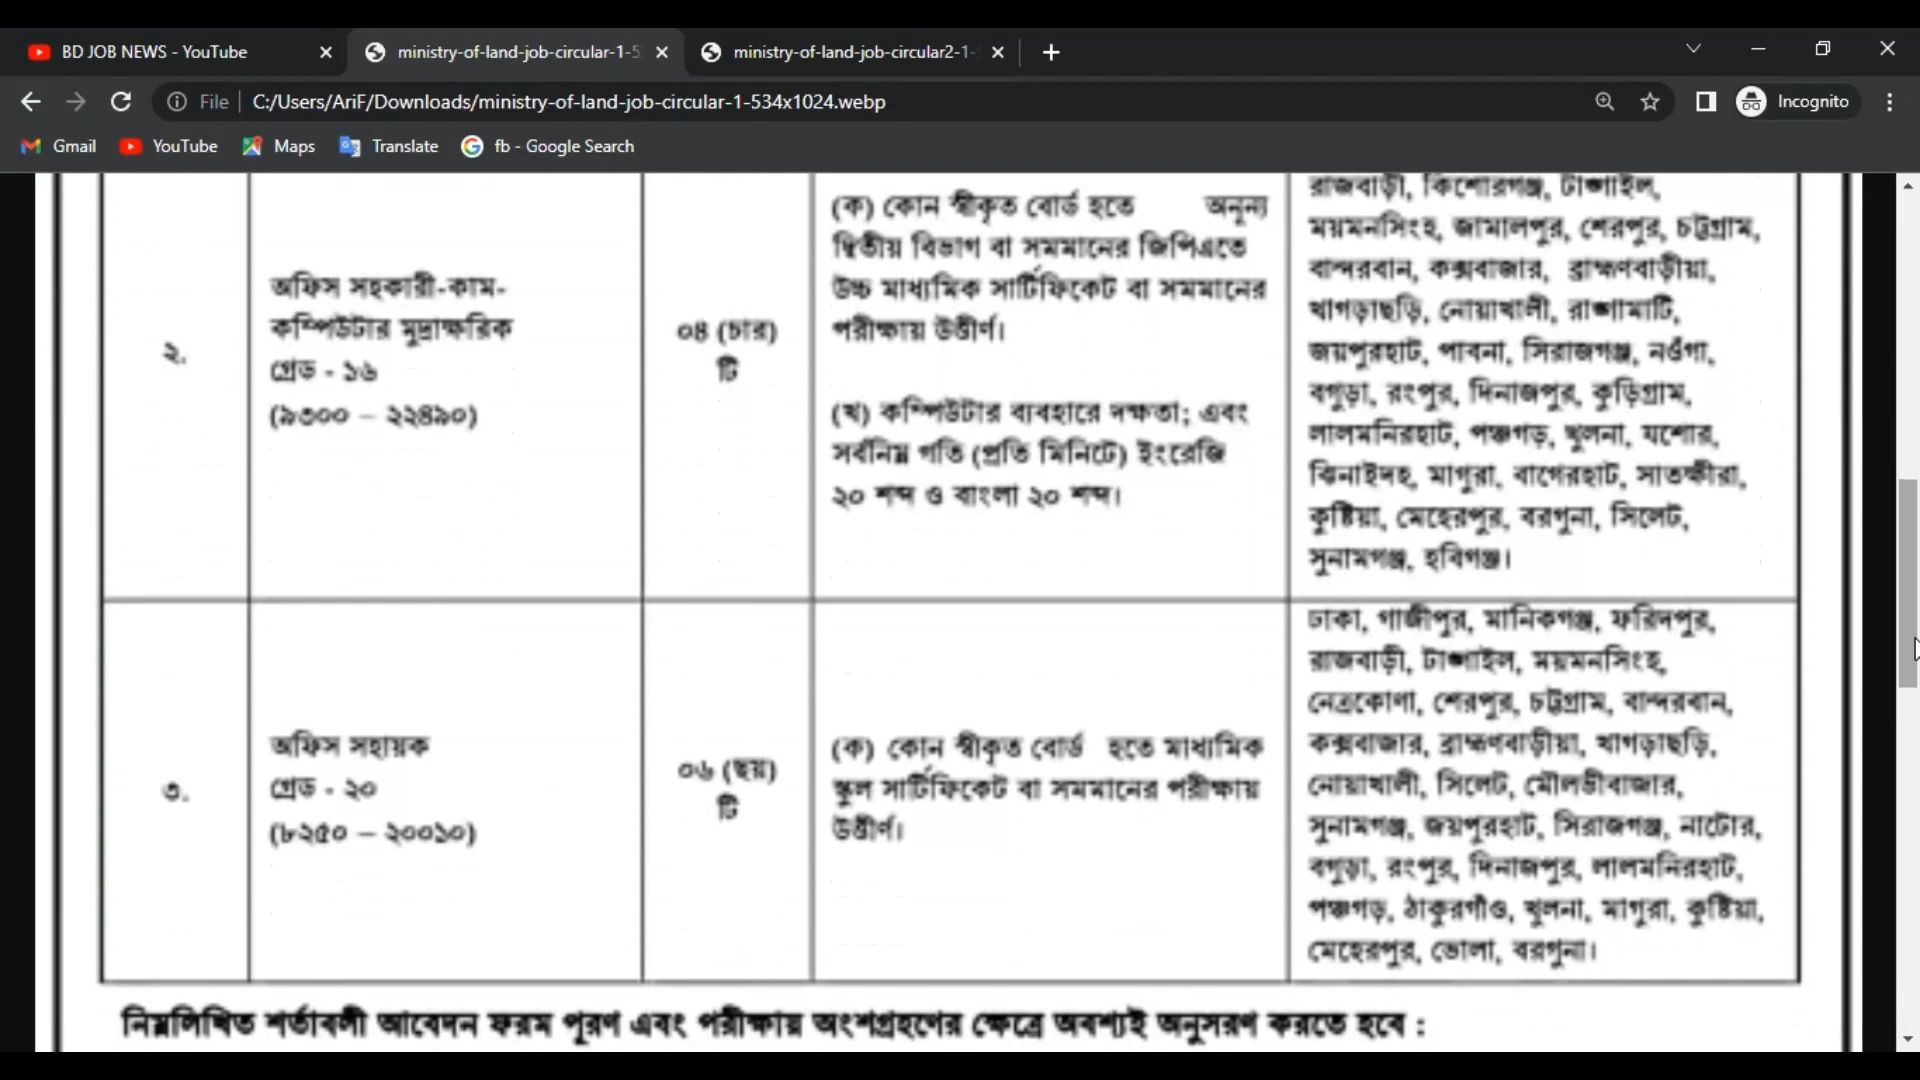 BD JOB NEWS - YouTube
ministry-of-land-job-circular-1-5
ministry-of-land-job-circular2-1-
File
C:/Users/AriF/Downloads/ministry-of-land-job-circular-1-534x1024.webp
Incognito
Gmail
YouTube
Maps
Translate
fb - Google Search
২.
অফিস সহকারী-কাম-
কম্পিউটার মুদ্রাক্ষরিক
গ্রেড - ১৬
(৯৩০০ – ২২৪৯০)
০৪ (চার)
টি
(ক) কোন স্বীকৃত বোর্ড হতে অনূন্য
দ্বিতীয় বিভাগ বা সমমানের জিপিএতে
উচ্চ মাধ্যমিক সার্টিফিকেট বা সমমানের
পরীক্ষায় উত্তীর্ণ।
(খ) কম্পিউটার ব্যবহারে দক্ষতা; এবং
সর্বনিম্ন গতি (প্রতি মিনিটে) ইংরেজি
২০ শব্দ ও বাংলা ২০ শব্দ।
রাজবাড়ী, কিশোরগঞ্জ, টাঙ্গাইল,
ময়মনসিংহ, জামালপুর, শেরপুর, চট্টগ্রাম,
বান্দরবান, কক্সবাজার, ব্রাহ্মণবাড়ীয়া,
খাগড়াছড়ি, নোয়াখালী, রাঙ্গামাটি,
জয়পুরহাট, পাবনা, সিরাজগঞ্জ, নওঁগা,
বগুড়া, রংপুর, দিনাজপুর, কুড়িগ্রাম,
লালমনিরহাট, পঞ্চগড়, খুলনা, যশোর,
ঝিনাইদহ, মাগুরা, বাগেরহাট, সাতক্ষীরা,
কুষ্টিয়া, মেহেরপুর, বরগুনা, সিলেট,
সুনামগঞ্জ, হবিগঞ্জ।
৩.
অফিস সহায়ক
গ্রেড - ২০
(৮২৫০ – ২০০১০)
০৬ (ছয়)
টি
(ক) কোন স্বীকৃত বোর্ড হতে মাধ্যমিক
স্কুল সার্টিফিকেট বা সমমানের পরীক্ষায়
উত্তীর্ণ।
ঢাকা, গাজীপুর, মানিকগঞ্জ, ফরিদপুর,
রাজবাড়ী, টাঙ্গাইল, ময়মনসিংহ,
নেত্রকোণা, শেরপুর, চট্টগ্রাম, বান্দরবান,
কক্সবাজার, ব্রাহ্মণবাড়ীয়া, খাগড়াছড়ি,
নোয়াখালী, সিলেট, মৌলভীবাজার,
সুনামগঞ্জ, জয়পুরহাট, সিরাজগঞ্জ, নাটোর,
বগুড়া, রংপুর, দিনাজপুর, লালমনিরহাট,
পঞ্চগড়, ঠাকুরগাঁও, খুলনা, মাগুরা, কুষ্টিয়া,
মেহেরপুর, ভোলা, বরগুনা।
নিম্নলিখিত শর্তাবলী আবেদন ফরম পূরণ এবং পরীক্ষায় অংশগ্রহণের ক্ষেত্রে অবশ্যই অনুসরণ করতে হবে :